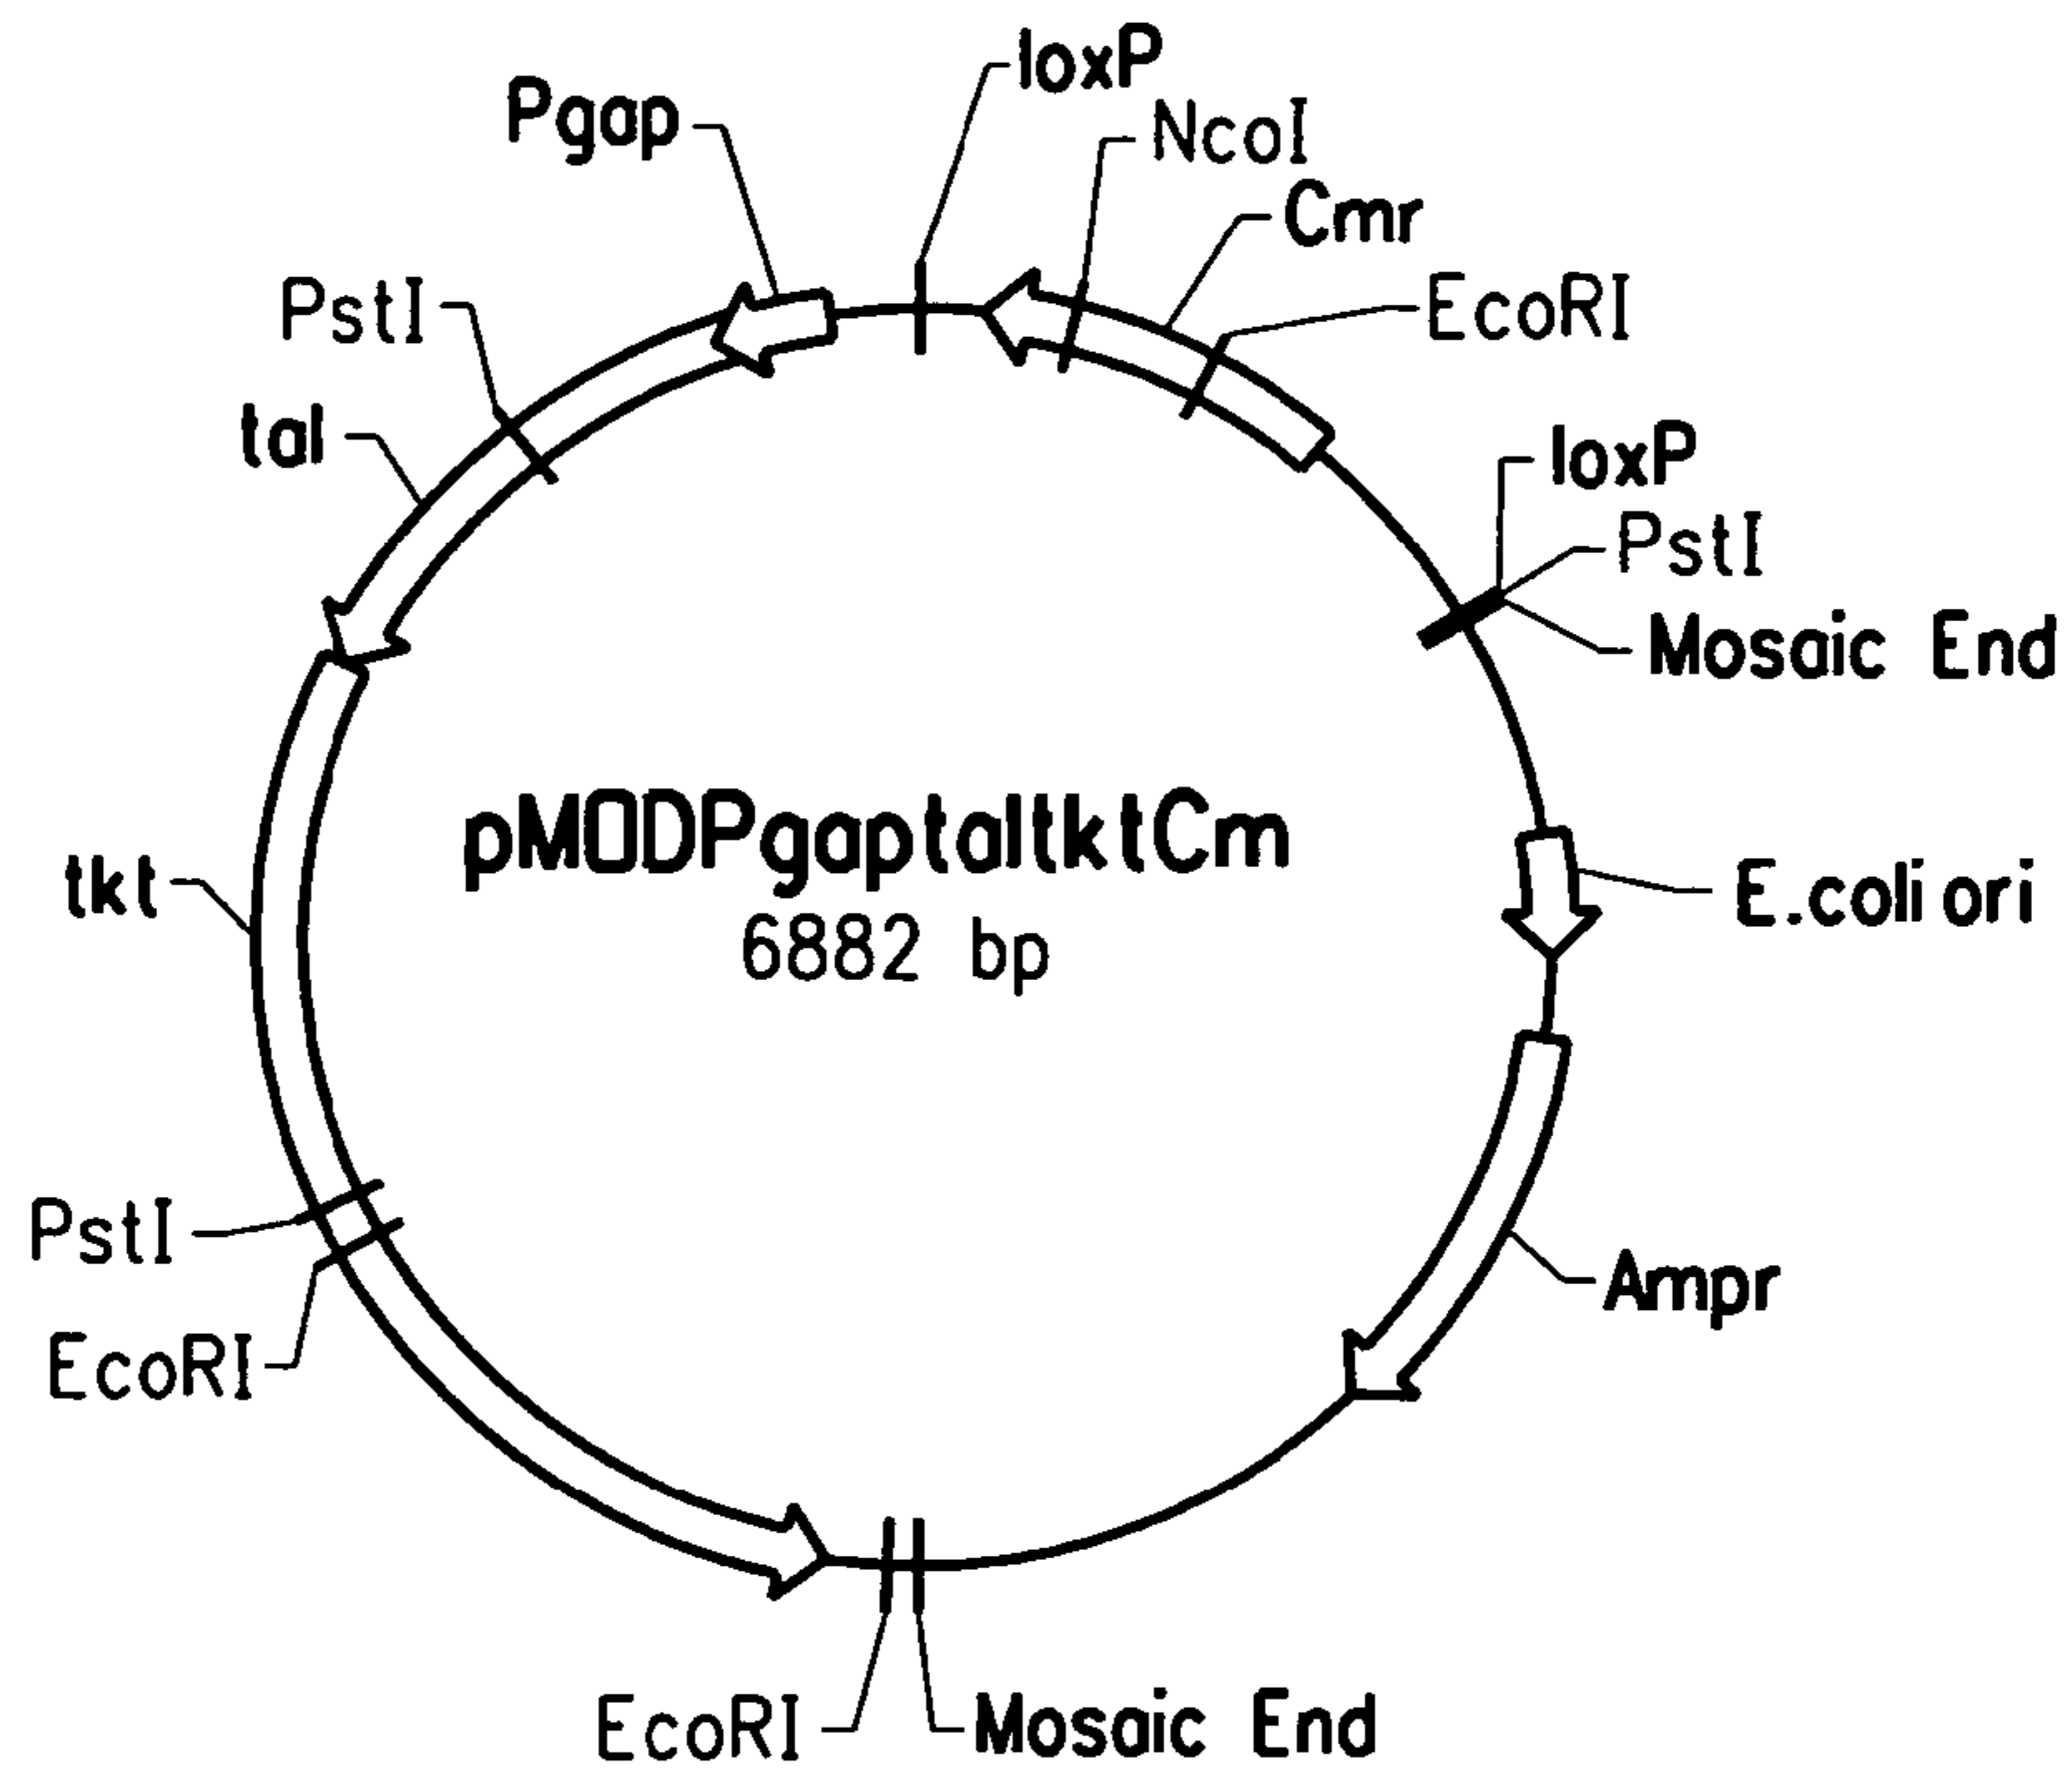 loxP
Pgap
NcoI
Cmr
PstI
EcoRI
tal
loxP
PstI
Mosaic End
pMODPgaptaltktCm
tkt
E.coli ori
6882 bp
PstI
Ampr
EcoRI
EcoRI
Mosaic End